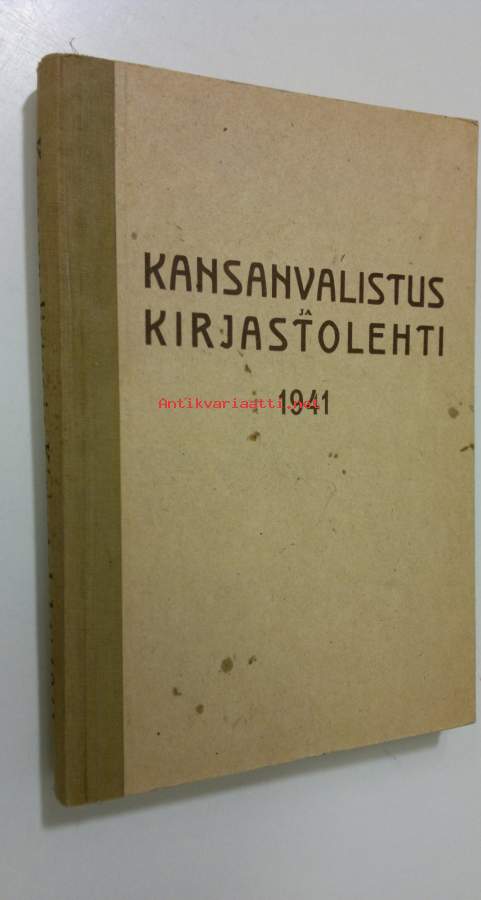 KANSANVALISTUS
JA
KIRJASTOLEHTI
1941
Antikvariaatti.net